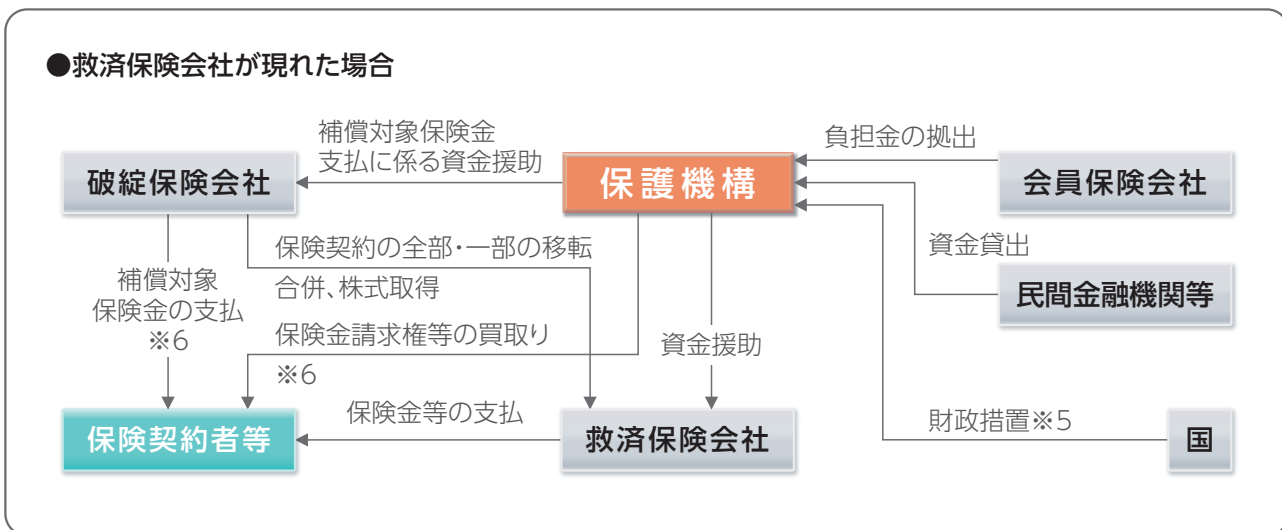 ●救済保険会社が現れた場合
補償対象保険金
支払に係る資金援助
負担金の拠出
破綻保険会社
保護機構
会員保険会社
保険契約の全部・一部の移転
資金貸出
補償対象
保険金の支払
※6
合併、株式取得
民間金融機関等
保険金請求権等の買取り
※6
資金援助
保険金等の支払
財政措置※5
保険契約者等
救済保険会社
国